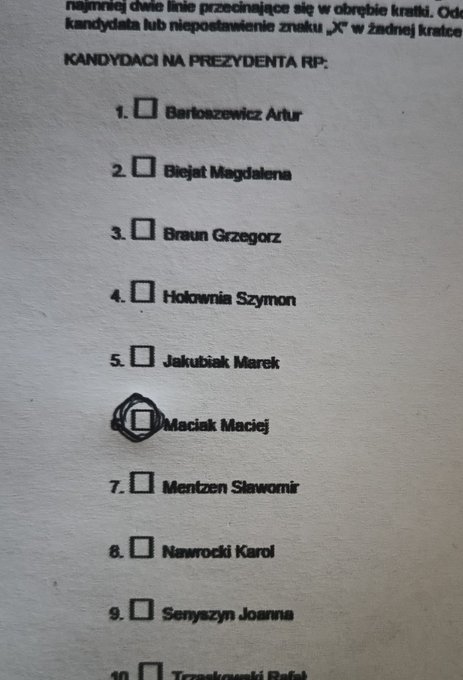 najmniej dwie linie przecinające się w obrębie kratki.
kandydata lub niepostawienie znaku „X” w żadnej kratce
KANDYDACI NA PREZYDENTA RP:
1. Bartoszewicz Artur
2. Biejat Magdalena
3. Braun Grzegorz
4. Hołownia Szymon
5. Jakubiak Marek
Maciak Maciej
7. Mentzen Sławomir
8. Nawrocki Karol
9. Senyszyn Joanna
10. Trzaskowski Rafał